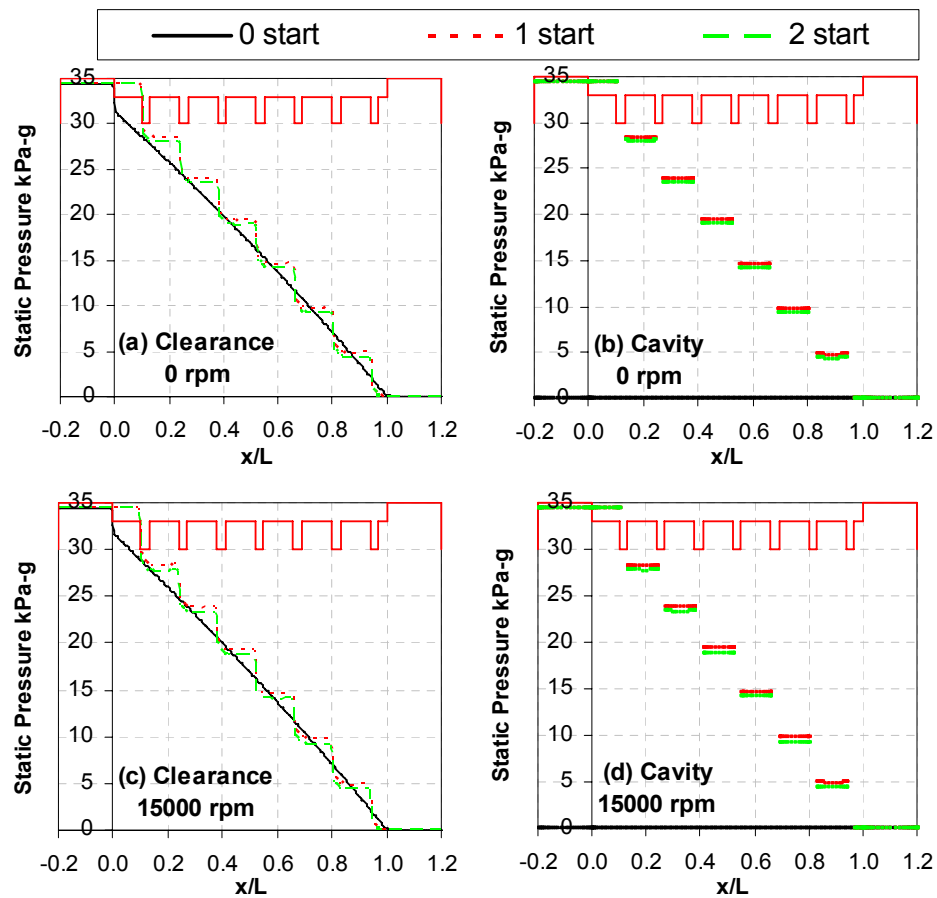 0 start 1 start 2 start
35
30
25
20
15
10
5
0
Static Pressure kPa-g
(a) Clearance
0 rpm
-0.2 0.0 0.2 0.4 0.6 0.8 1.0 1.2
x/L
35
30
25
20
15
10
5
0
Static Pressure kPa-g
(b) Cavity
0 rpm
-0.2 0.0 0.2 0.4 0.6 0.8 1.0 1.2
x/L
35
30
25
20
15
10
5
0
Static Pressure kPa-g
(c) Clearance
15000 rpm
-0.2 0.0 0.2 0.4 0.6 0.8 1.0 1.2
x/L
35
30
25
20
15
10
5
0
Static Pressure kPa-g
(d) Cavity
15000 rpm
-0.2 0.0 0.2 0.4 0.6 0.8 1.0 1.2
x/L